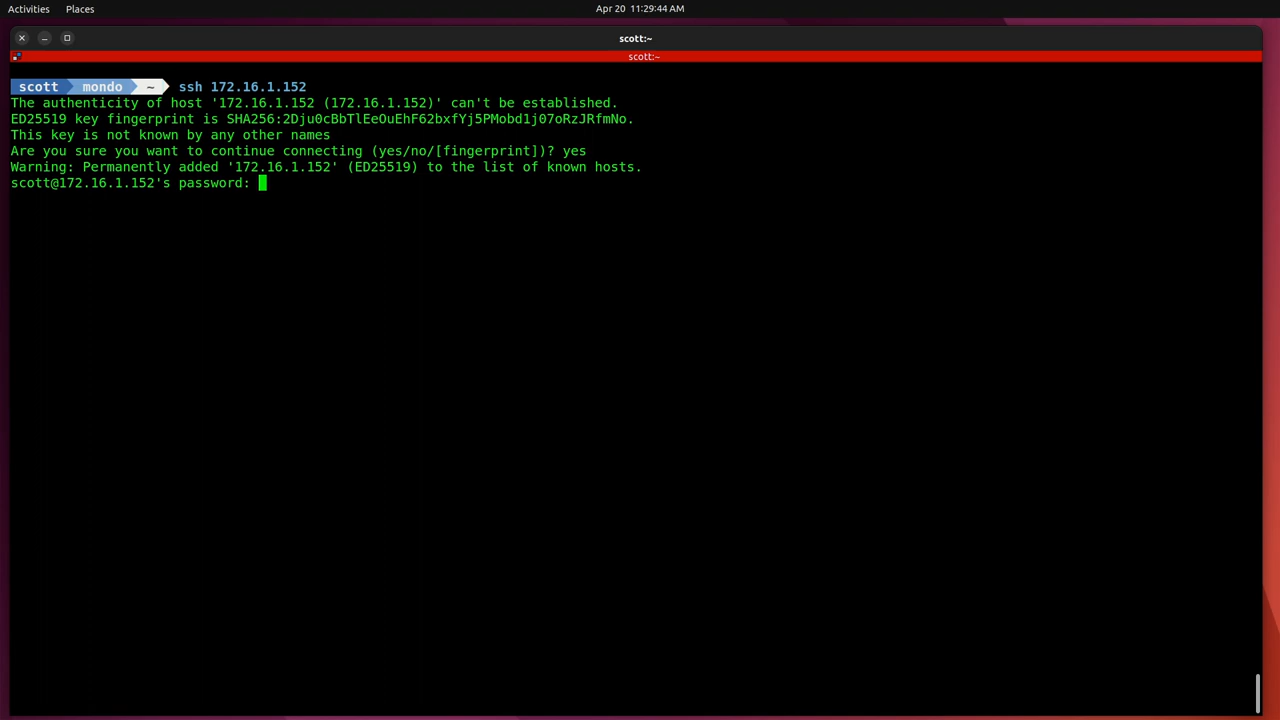 Activities Places Apr 20 11:29:44 AM
scott:~
scott:~
scott mondo ~ ssh 172.16.1.152
The authenticity of host '172.16.1.152 (172.16.1.152)' can't be established.
ED25519 key fingerprint is SHA256:2Dju0cBbTlEeOuEhF62bxfYj5PMobd1j07oRzJRfmNo.
This key is not known by any other names
Are you sure you want to continue connecting (yes/no/[fingerprint])? yes
Warning: Permanently added '172.16.1.152' (ED25519) to the list of known hosts.
scott@172.16.1.152's password: